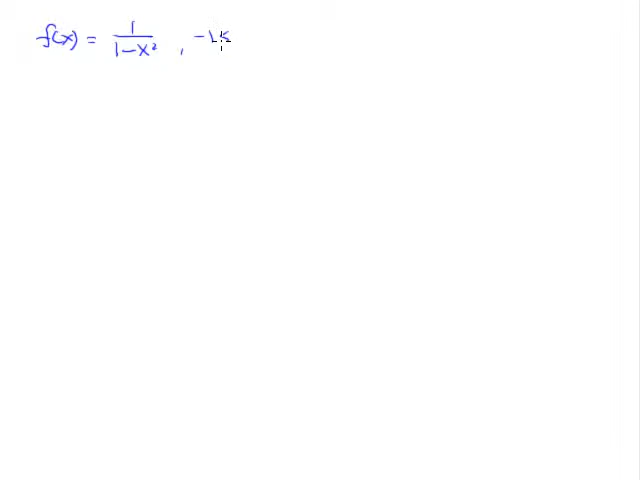 f(x) = 1/(1-x²) , -1<